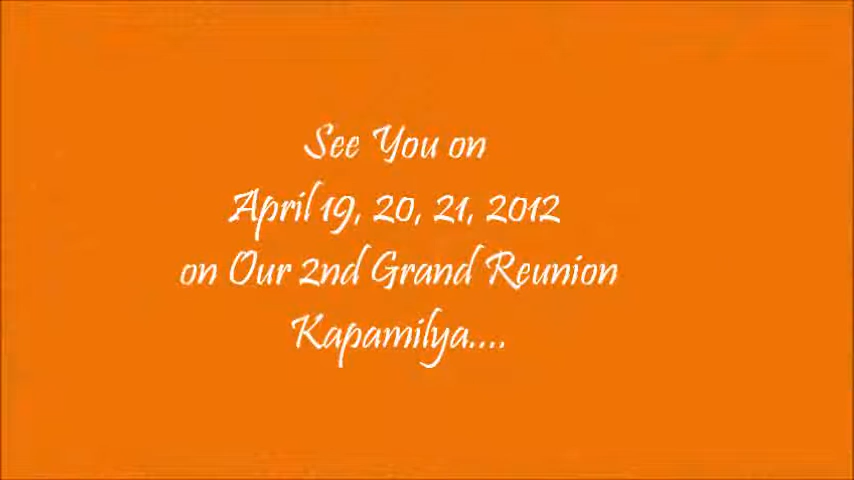 See You on
April 19, 20, 21, 2012
on Our 2nd Grand Reunion
Kapamilya....